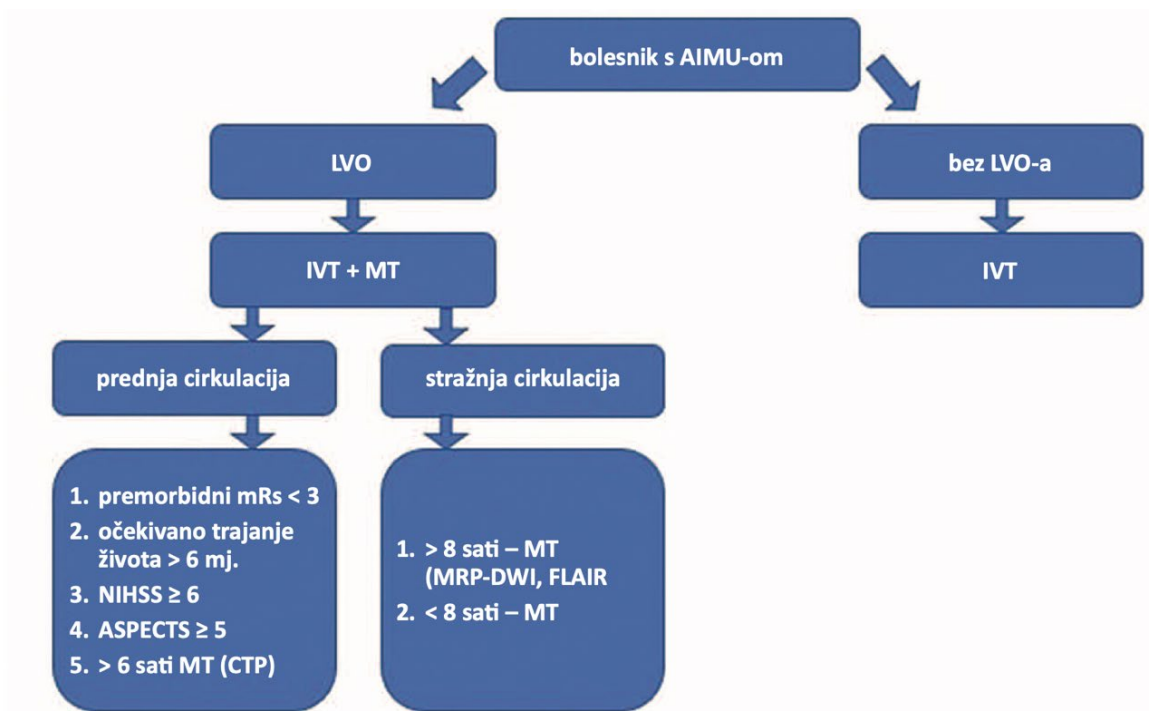 bolesnik s AIMU-om
LVO
bez LVO-a
IVT + MT
IVT
prednja cirkulacija
stražnja cirkulacija
1. premorbidni mRs < 3
2. očekivano trajanje
života > 6 mj.
3. NIHSS ≥ 6
4. ASPECTS ≥ 5
5. > 6 sati MT (CTP)
1. > 8 sati – MT
(MRP-DWI, FLAIR
2. < 8 sati – MT